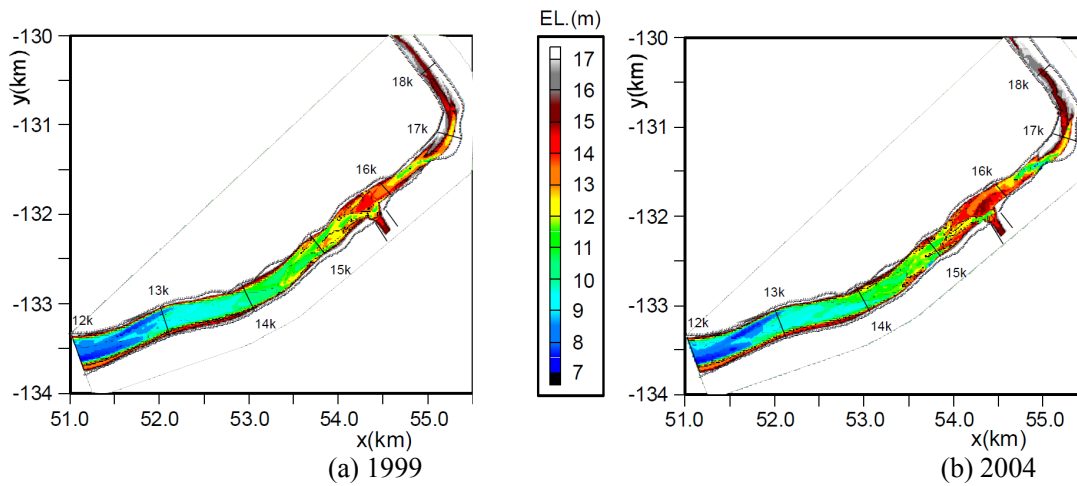 -130
y(km)
-131
-132
-133
-134
18k
17k
16k
15k
14k
13k
12k
51.0 52.0 53.0 54.0 55.0
x(km)
(a) 1999
EL.(m)
17
16
15
14
13
12
11
10
9
8
7
-130
y(km)
-131
-132
-133
-134
18k
17k
16k
15k
14k
13k
12k
51.0 52.0 53.0 54.0 55.0
x(km)
(b) 2004